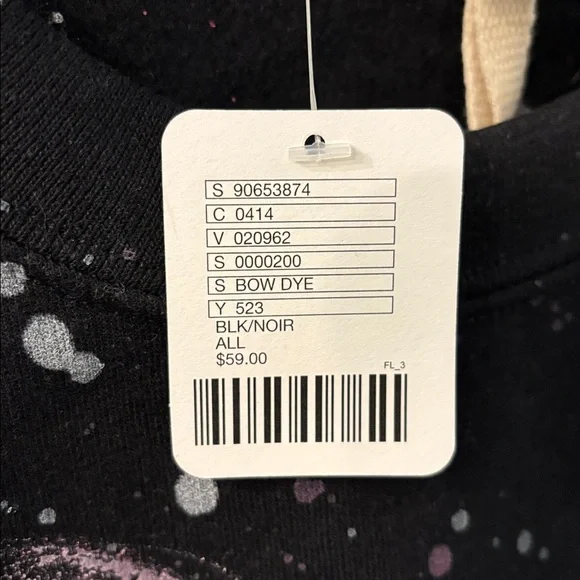 S 90653874
C 0414
V 020962
S 0000200
S BOW DYE
Y 523
BLK/NOIR
ALL
$59.00
FL_3